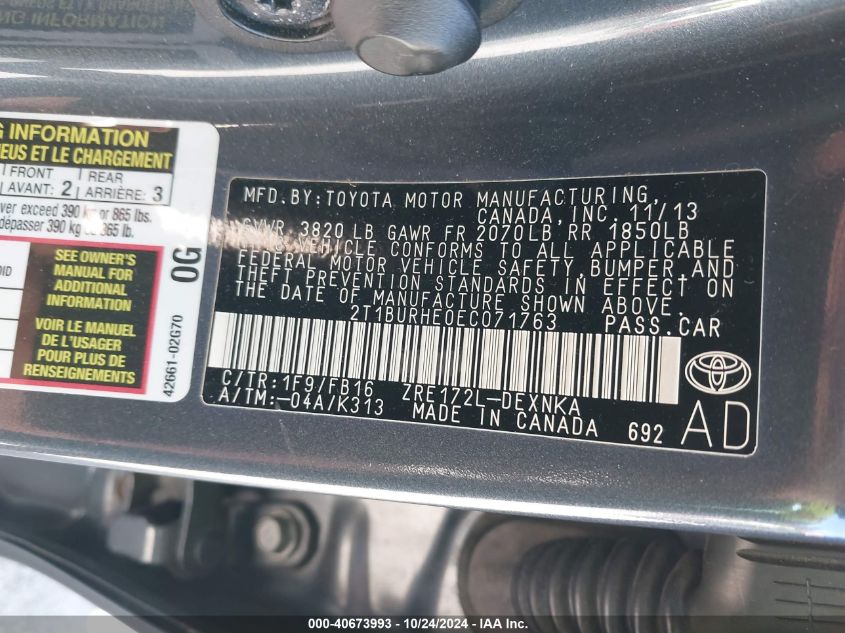 NG INFORMATION
G INFORMATION
EUS ET LE CHARGEMENT
FRONT REAR
AVANT: 2 ARRIÈRE: 3
ver exceed 390 kg or 865 lbs.
dépasser 390 kg ou 865 lb.
SEE OWNER'S
MANUAL FOR
ADDITIONAL
INFORMATION
VOIR LE MANUEL
DE L'USAGER
POUR PLUS DE
RENSEIGNEMENTS
0G
42661-02G70
MFD.BY:TOYOTA MOTOR MANUFACTURING,
CANADA, INC. 11/13
GVWR 3820 LB GAWR FR 2070LB RR 1850LB
THIS VEHICLE CONFORMS TO ALL APPLICABLE
FEDERAL MOTOR VEHICLE SAFETY,BUMPER,AND
THEFT PREVENTION STANDARDS IN EFFECT ON
THE DATE OF MANUFACTURE SHOWN ABOVE.
2T1BURHE0EC071763 PASS.CAR
C/TR:1F9/FB16 ZRE172L-DEXNKA
A/TM:-04A/K313 MADE IN CANADA 692
AD
000-40673993 - 10/24/2024 - IAA Inc.